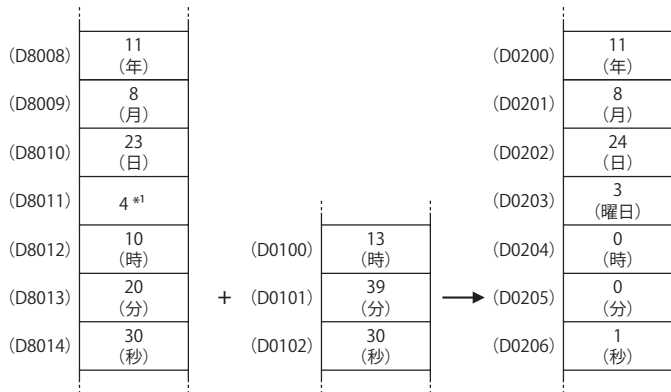 (D8008)
11
(年)
(D8009)
8
(月)
(D8010)
23
(日)
(D8011)
4 *1
(D8012)
10
(時)
(D8013)
20
(分)
(D8014)
30
(秒)
+
(D0100)
13
(時)
(D0101)
39
(分)
(D0102)
30
(秒)
(D0200)
11
(年)
(D0201)
8
(月)
(D0202)
24
(日)
(D0203)
3
(曜日)
(D0204)
0
(時)
(D0205)
0
(分)
(D0206)
1
(秒)